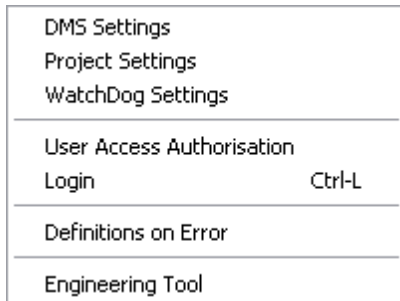 DMS Settings
Project Settings
WatchDog Settings
User Access Authorisation
Login Ctrl-L
Definitions on Error
Engineering Tool